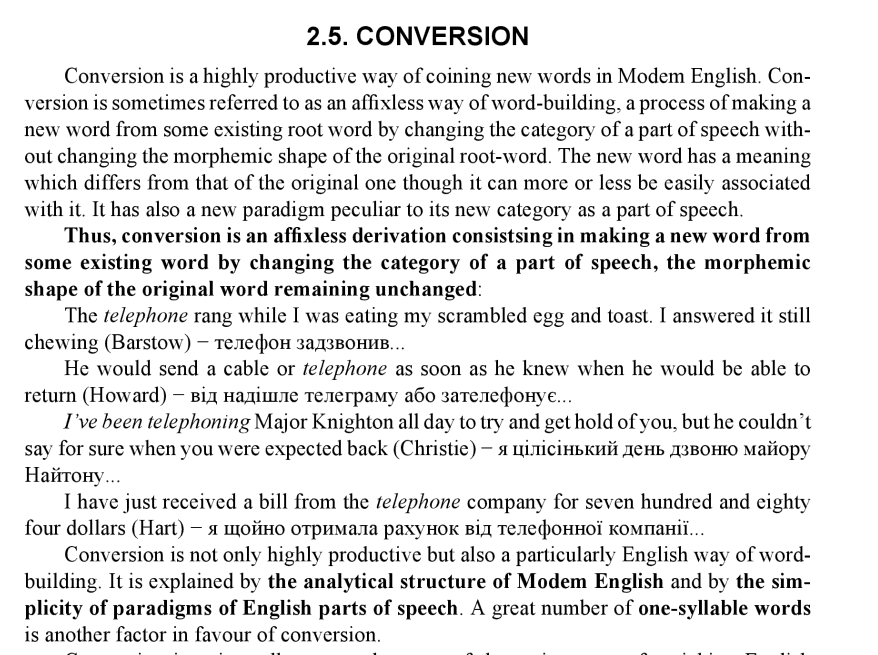 2.5. CONVERSION
Conversion is a highly productive way of coining new words in Modem English. Con-
version is sometimes referred to as an affixless way of word-building, a process of making a
new word from some existing root word by changing the category of a part of speech with-
out changing the morphemic shape of the original root-word. The new word has a meaning
which differs from that of the original one though it can more or less be easily associated
with it. It has also a new paradigm peculiar to its new category as a part of speech.
Thus, conversion is an affixless derivation consistsing in making a new word from
some existing word by changing the category of a part of speech, the morphemic
shape of the original word remaining unchanged:
The telephone rang while I was eating my scrambled egg and toast. I answered it still
chewing (Barstow) − телефон задзвонив...
He would send a cable or telephone as soon as he knew when he would be able to
return (Howard) − від надішле телеграму або зателефонує...
I’ve been telephoning Major Knighton all day to try and get hold of you, but he couldn’t
say for sure when you were expected back (Christie) − я цілісінький день дзвоню майору
Найтону...
I have just received a bill from the telephone company for seven hundred and eighty
four dollars (Hart) − я щойно отримала рахунок від телефонної компанії...
Conversion is not only highly productive but also a particularly English way of word-
building. It is explained by the analytical structure of Modem English and by the sim-
plicity of paradigms of English parts of speech. A great number of one-syllable words
is another factor in favour of conversion.